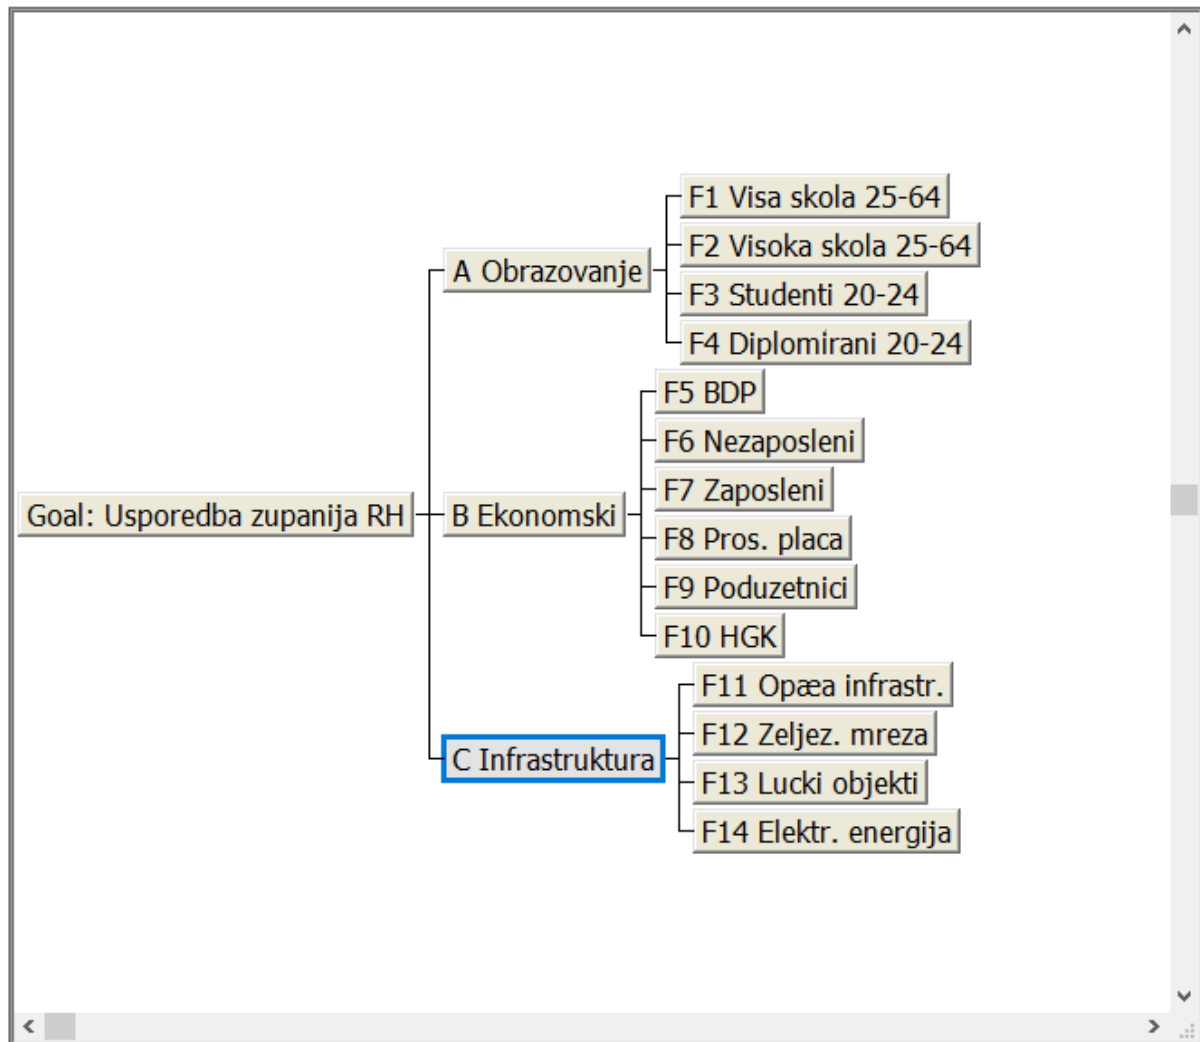 F1 Visa skola 25-64
F2 Visoka skola 25-64
A Obrazovanje
F3 Studenti 20-24
F4 Diplomirani 20-24
F5 BDP
F6 Nezaposleni
F7 Zaposleni
Goal: Usporedba zupanija RH
B Ekonomski
F8 Pros. placa
F9 Poduzetnici
F10 HGK
F11 Opæa infrastr.
F12 Zeljez. mreza
C Infrastruktura
F13 Lucki objekti
F14 Elektr. energija